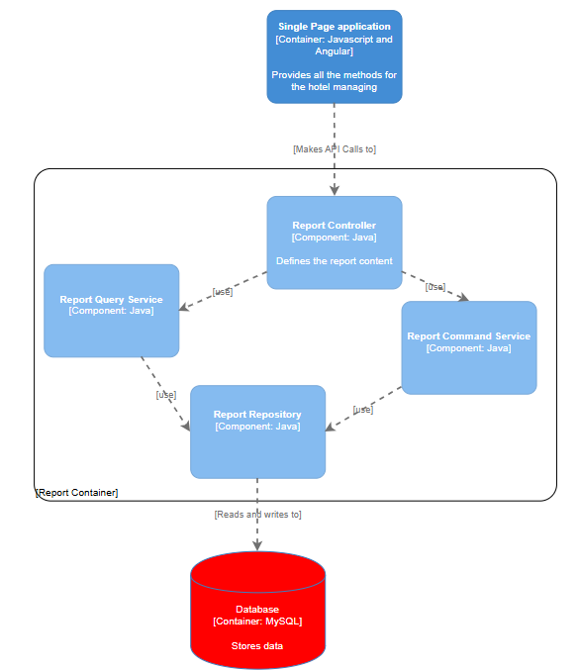 Single Page application
[Container: Javascript and
Angular]
Provides all the methods for
the hotel managing
[Makes API Calls to]
Report Controller
[Component: Java]
Defines the report content
[use]
[use]
Report Query Service
[Component: Java]
Report Command Service
[Component: Java]
[use]
[use]
Report Repository
[Component: Java]
[Report Container]
[Reads and writes to]
Database
[Container: MySQL]
Stores data